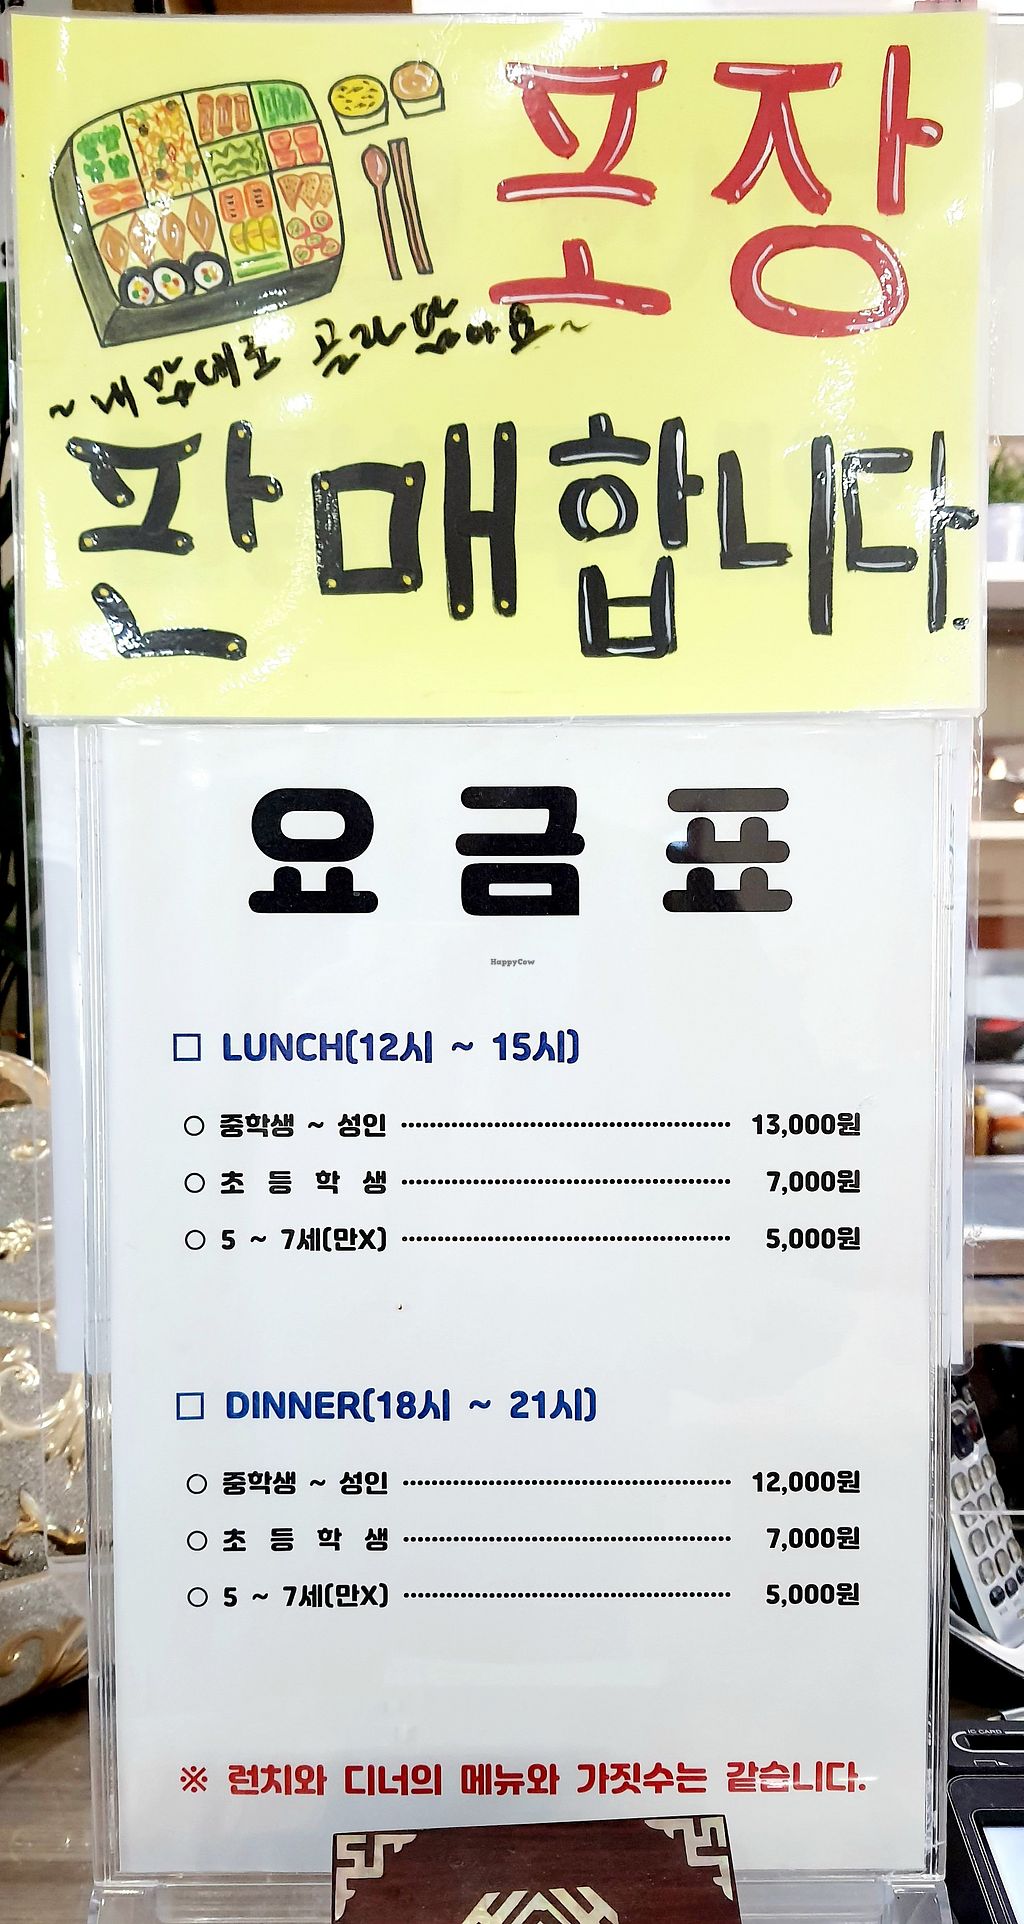 포장
~ 내 맘대로 골라 담아요 ~
판매합니다.
요금표
HappyCow
□ LUNCH(12시 ~ 15시)
○ 중학생 ~ 성인 ........................ 13,000원
○ 초 등 학 생 ........................ 7,000원
○ 5 ~ 7세(만X) ........................ 5,000원
□ DINNER(18시 ~ 21시)
○ 중학생 ~ 성인 ........................ 12,000원
○ 초 등 학 생 ........................ 7,000원
○ 5 ~ 7세(만X) ........................ 5,000원
IC CARD
※ 런치와 디너의 메뉴와 가짓수는 같습니다.